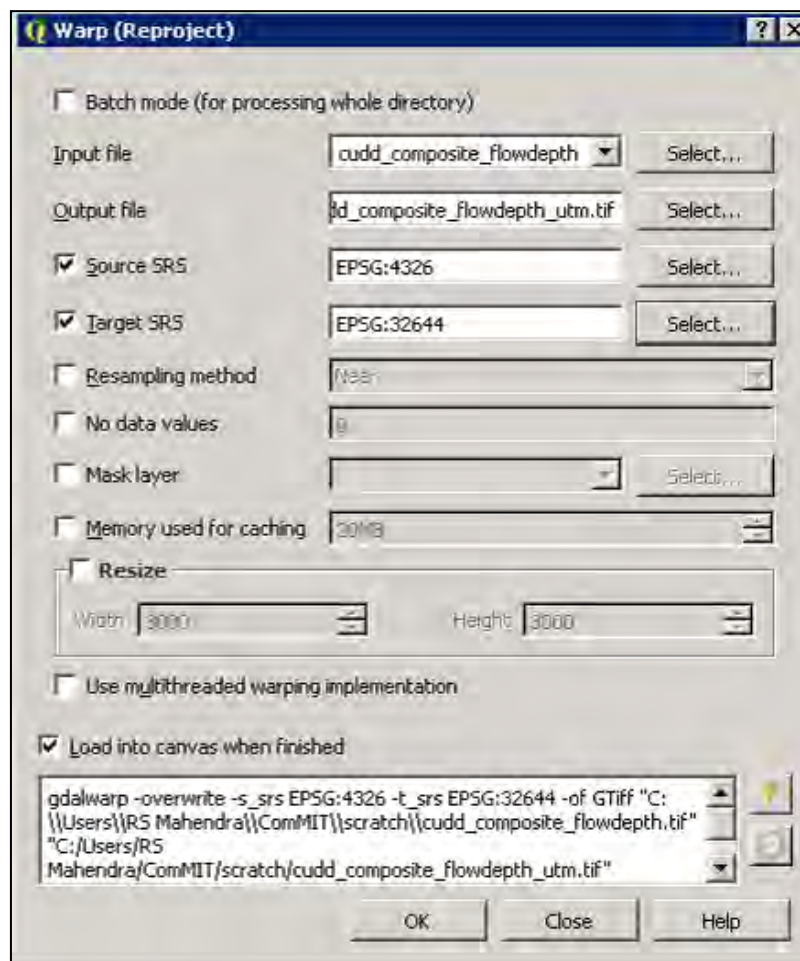 Warp (Reproject)
Batch mode (for processing whole directory)
Input file cudd_composite_flowdepth Select...
Output file dd_composite_flowdepth_utm.tif Select...
Source SRS EPSG:4326 Select...
Target SRS EPSG:32644 Select...
Resampling method Near
No data values 0
Mask layer Select...
Memory used for caching 20MB
Resize
Width 3000 Height 3000
Use multithreaded warping implementation
Load into canvas when finished
gdalwarp -overwrite -s_srs EPSG:4326 -t_srs EPSG:32644 -of GTiff "C:
\\Users\\RS Mahendra\\ComMIT\\scratch\\cudd_composite_flowdepth.tif"
"C:/Users/RS
Mahendra/ComMIT/scratch/cudd_composite_flowdepth_utm.tif"
OK Close Help